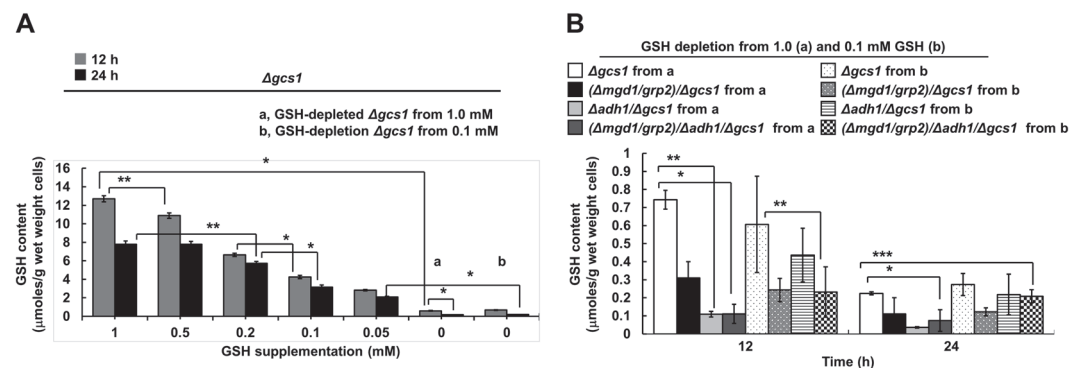 A
12 h
24 h
Δgcs1
a, GSH-depleted Δgcs1 from 1.0 mM
b, GSH-depletion Δgcs1 from 0.1 mM
GSH content
(μmoles/g wet weight cells)
16
14
12
10
8
6
4
2
0
*
**
**
*
*
a
*
b
*
1
0.5
0.2
0.1
0.05
0
0
GSH supplementation (mM)
B
GSH depletion from 1.0 (a) and 0.1 mM GSH (b)
Δgcs1 from a
(Δmgd1/grp2)/Δgcs1 from a
Δadh1/Δgcs1 from a
(Δmgd1/grp2)/Δadh1/Δgcs1 from a
Δgcs1 from b
(Δmgd1/grp2)/Δgcs1 from b
Δadh1/Δgcs1 from b
(Δmgd1/grp2)/Δadh1/Δgcs1 from b
GSH content
(μmoles/g wet weight cells)
1
0.9
0.8
0.7
0.6
0.5
0.4
0.3
0.2
0.1
0
**
*
**
***
*
12
24
Time (h)